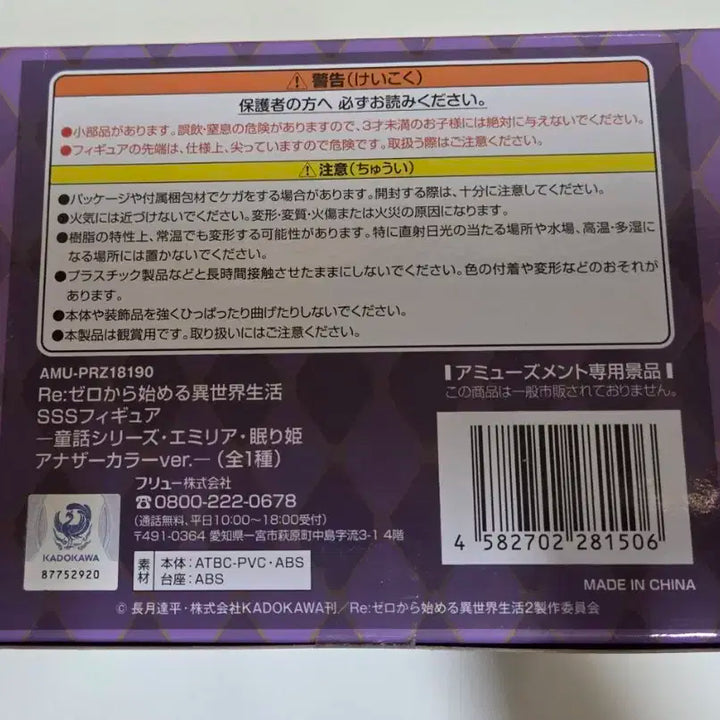 ⚠警告(けいこく)
保護者の方へ 必ずお読みください。
●小部品があります。誤飲・窒息の危険がありますので、3才未満のお子様には絶対に与えないでください。
●フィギュアの先端は、仕様上、尖っていますので危険です。取扱う際はご注意ください。
⚠注意(ちゅうい)
●パッケージや付属梱包材でケガをする場合があります。開封する際は、十分に注意してください。
●火気には近づけないでください。変形・変質・火傷または火災の原因になります。
●樹脂の特性上、常温でも変形する可能性があります。特に直射日光の当たる場所や水場、高温・多湿に
なる場所には置かないでください。
●プラスチック製品などと長時間接触させたままにしないでください。色の付着や変形などのおそれが
あります。
●本体や装飾品を強くひっぱったり曲げたりしないでください。
●本製品は観賞用です。取り扱いにはご注意ください。
AMU-PRZ18190
Re:ゼロから始める異世界生活
SSSフィギュア
―童話シリーズ・エミリア・眠り姫
アナザーカラーver.―(全1種)
フリュー株式会社
☎0800-222-0678
(通話無料、平日10:00~18:00受付)
〒491-0364 愛知県一宮市萩原町中島字流3-1 4階
KADOKAWA
87752920
素材
本体:ATBC-PVC・ABS
台座:ABS
アミューズメント専用景品
この商品は一般市販されておりません。
4 582702 281506
MADE IN CHINA
© 長月達平・株式会社KADOKAWA刊/Re:ゼロから始める異世界生活2製作委員会